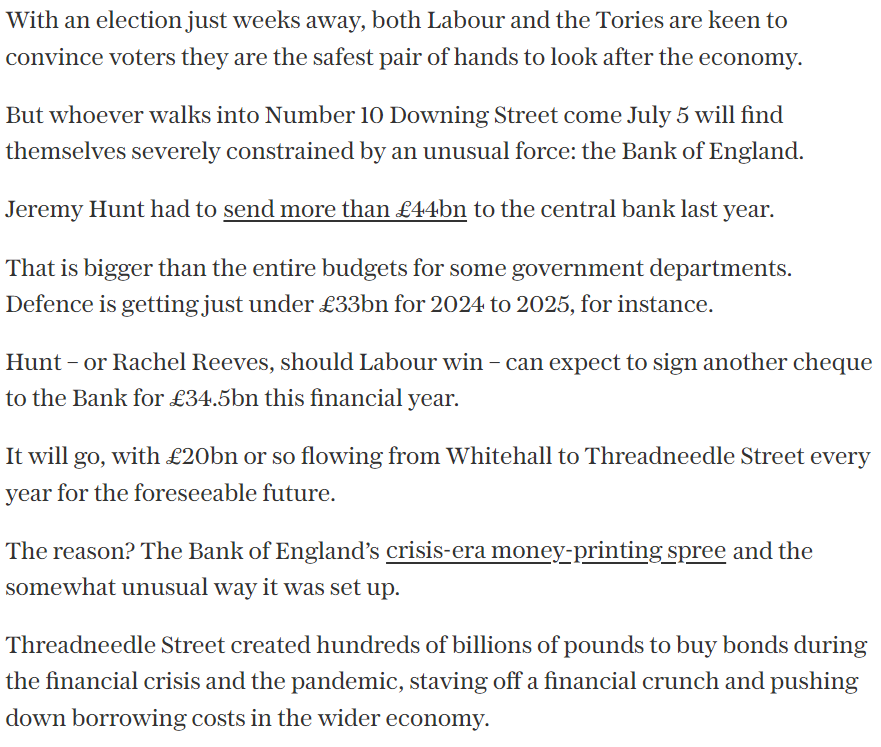 With an election just weeks away, both Labour and the Tories are keen to
convince voters they are the safest pair of hands to look after the economy.
But whoever walks into Number 10 Downing Street come July 5 will find
themselves severely constrained by an unusual force: the Bank of England.
Jeremy Hunt had to send more than £44bn to the central bank last year.
That is bigger than the entire budgets for some government departments.
Defence is getting just under £33bn for 2024 to 2025, for instance.
Hunt – or Rachel Reeves, should Labour win – can expect to sign another cheque
to the Bank for £34.5bn this financial year.
It will go, with £20bn or so flowing from Whitehall to Threadneedle Street every
year for the foreseeable future.
The reason? The Bank of England’s crisis-era money-printing spree and the
somewhat unusual way it was set up.
Threadneedle Street created hundreds of billions of pounds to buy bonds during
the financial crisis and the pandemic, staving off a financial crunch and pushing
down borrowing costs in the wider economy.